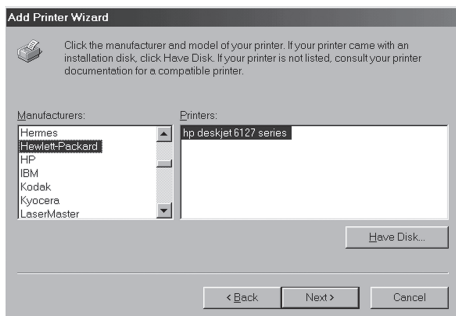 Add Printer Wizard
Click the manufacturer and model of your printer. If your printer came with an
installation disk, click Have Disk. If your printer is not listed, consult your printer
documentation for a compatible printer.
Manufacturers:
Printers:
Hermes
Hewlett-Packard
HP
IBM
Kodak
Kyocera
LaserMaster
hp deskjet 6127 series
Have Disk...
< Back
Next >
Cancel